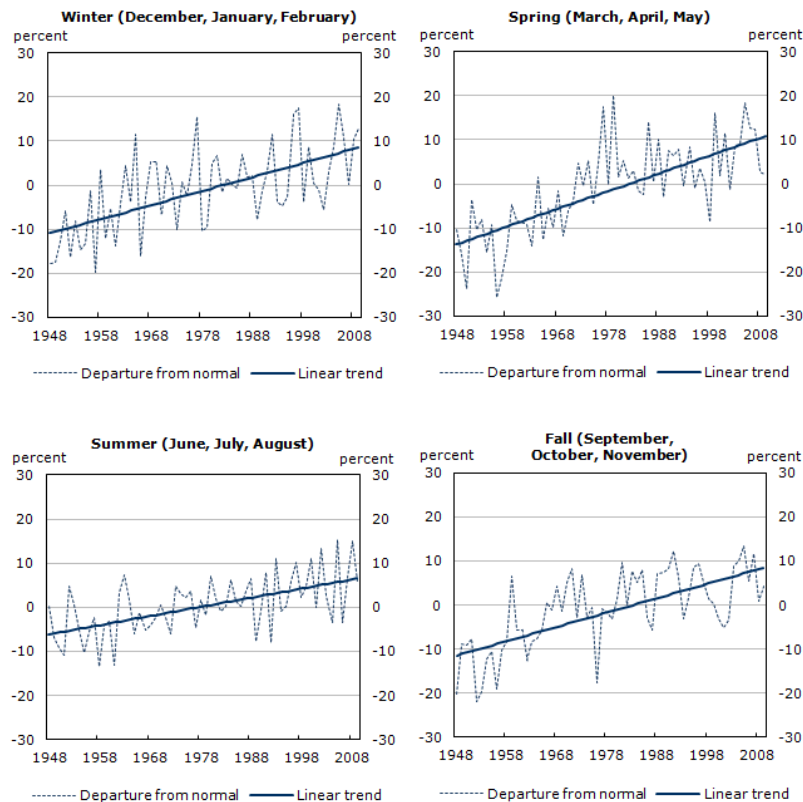 Winter (December, January, February)
percent percent
30 30
20 20
10 10
0 0
-10 -10
-20 -20
-30 -30
1948 1958 1968 1978 1988 1998 2008
Departure from normal Linear trend
Spring (March, April, May)
percent percent
30 30
20 20
10 10
0 0
-10 -10
-20 -20
-30 -30
1948 1958 1968 1978 1988 1998 2008
Departure from normal Linear trend
Summer (June, July, August)
percent percent
30 30
20 20
10 10
0 0
-10 -10
-20 -20
-30 -30
1948 1958 1968 1978 1988 1998 2008
Departure from normal Linear trend
Fall (September,
October, November)
percent percent
30 30
20 20
10 10
0 0
-10 -10
-20 -20
-30 -30
1948 1958 1968 1978 1988 1998 2008
Departure from normal Linear trend